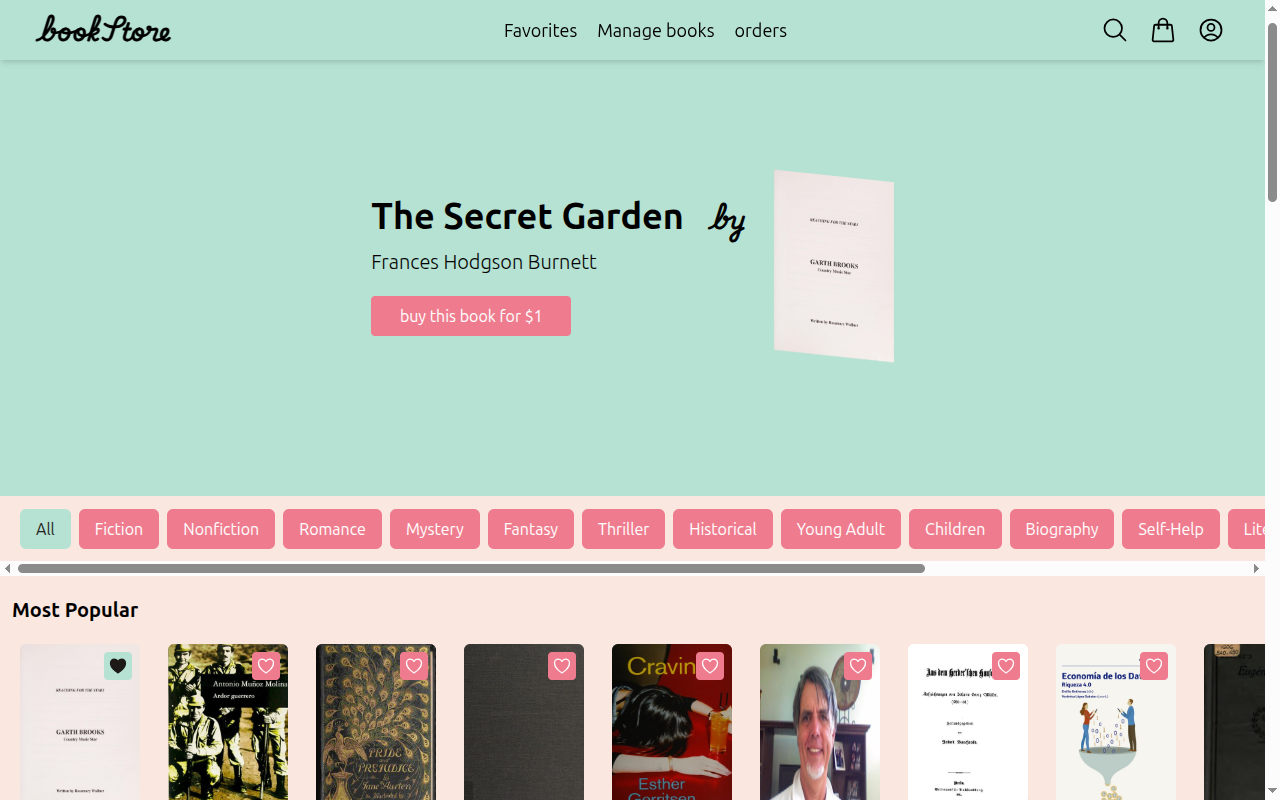 bookStore
Favorites
Manage books
orders
The Secret Garden
by
Frances Hodgson Burnett
buy this book for $1
REACHING FOR THE STARS
GARTH BROOKS
Country Music Star
Written by Rosemary Wallner
All
Fiction
Nonfiction
Romance
Mystery
Fantasy
Thriller
Historical
Young Adult
Children
Biography
Self-Help
Most Popular
REACHING FOR THE STARS
GARTH BROOKS
Country Music Star
Written by Rosemary Wallner
Antonio Muñoz Molina
Ardor guerrero
PRIDE
and
PREJUDICE
by
Jane Austen
Esther
Gerritsen
Economía de los
Riqueza 4.0